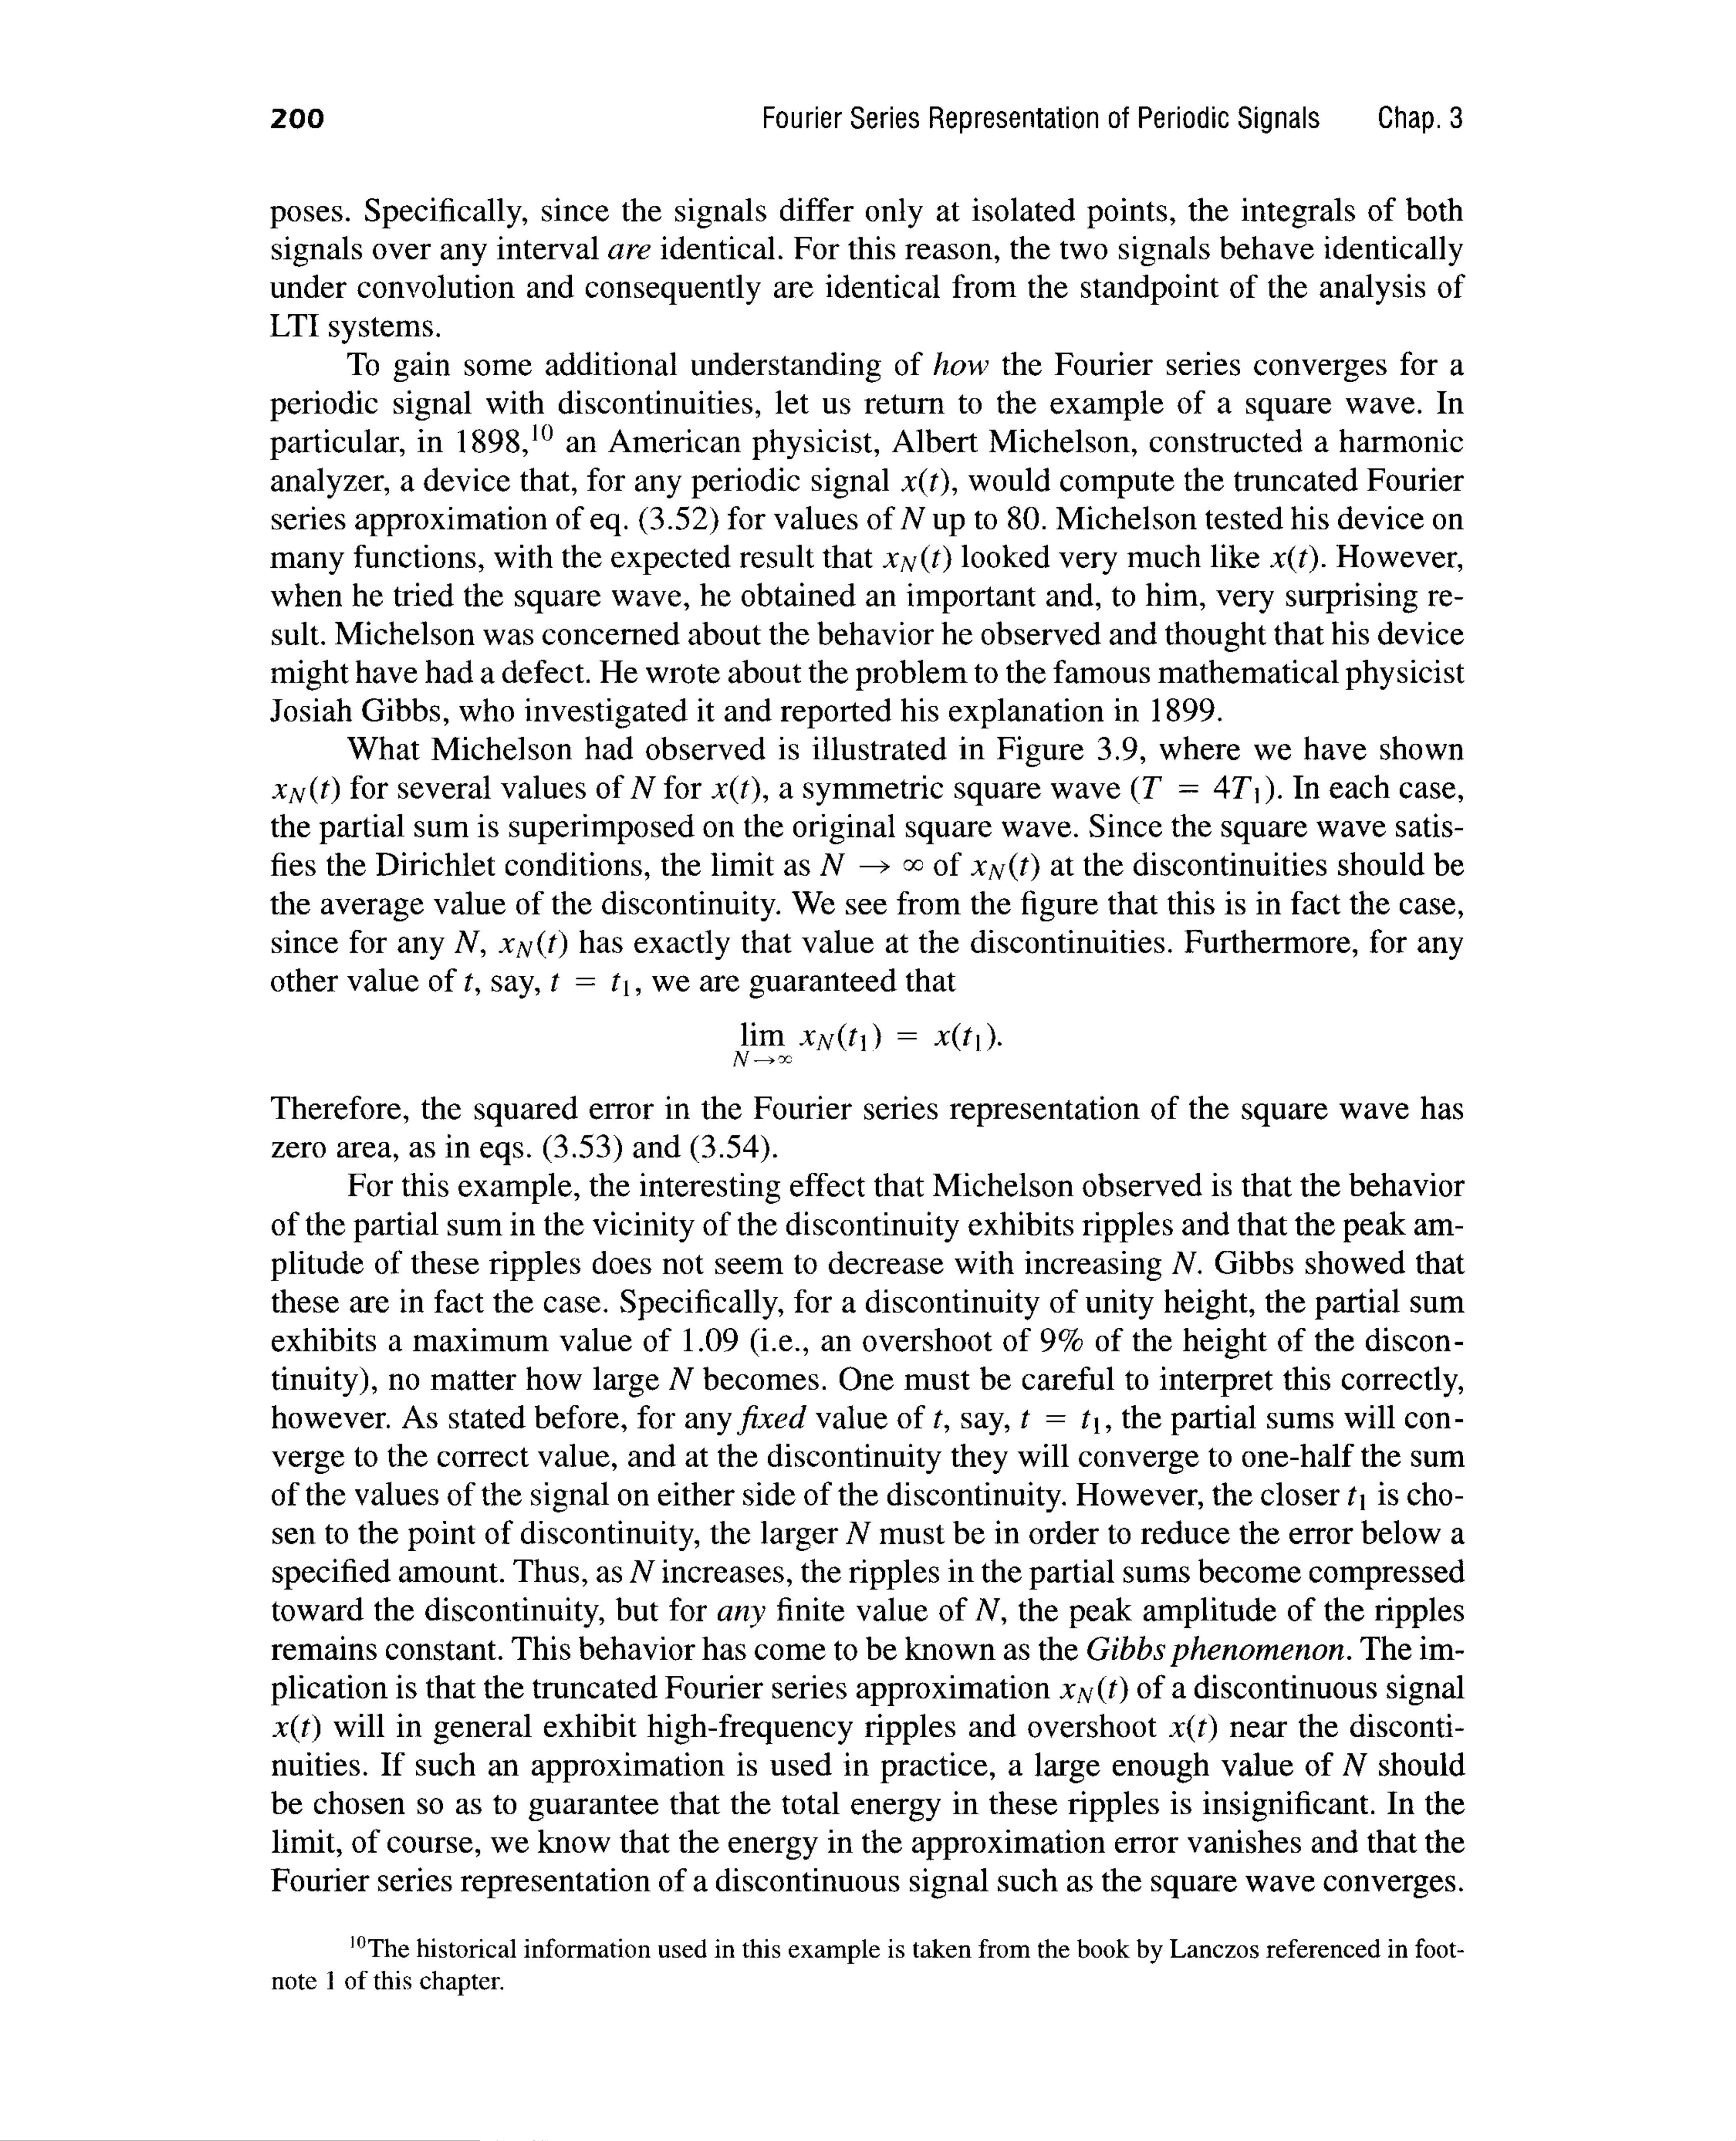 200 Fourier Series Representation of Periodic Signals Chap. 3
poses. Specifically, since the signals differ only at isolated points, the integrals of both
signals over any interval are identical. For this reason, the two signals behave identically
under convolution and consequently are identical from the standpoint of the analysis of
LTI systems.
To gain some additional understanding of how the Fourier series converges for a
periodic signal with discontinuities, let us return to the example of a square wave. In
particular, in 1898,¹⁰ an American physicist, Albert Michelson, constructed a harmonic
analyzer, a device that, for any periodic signal x(t), would compute the truncated Fourier
series approximation of eq. (3.52) for values of N up to 80. Michelson tested his device on
many functions, with the expected result that x_N(t) looked very much like x(t). However,
when he tried the square wave, he obtained an important and, to him, very surprising re-
sult. Michelson was concerned about the behavior he observed and thought that his device
might have had a defect. He wrote about the problem to the famous mathematical physicist
Josiah Gibbs, who investigated it and reported his explanation in 1899.
What Michelson had observed is illustrated in Figure 3.9, where we have shown
x_N(t) for several values of N for x(t), a symmetric square wave (T = 4T₁). In each case,
the partial sum is superimposed on the original square wave. Since the square wave satis-
fies the Dirichlet conditions, the limit as N → ∞ of x_N(t) at the discontinuities should be
the average value of the discontinuity. We see from the figure that this is in fact the case,
since for any N, x_N(t) has exactly that value at the discontinuities. Furthermore, for any
other value of t, say, t = t₁, we are guaranteed that
lim x_N(t₁) = x(t₁).
N→∞
Therefore, the squared error in the Fourier series representation of the square wave has
zero area, as in eqs. (3.53) and (3.54).
For this example, the interesting effect that Michelson observed is that the behavior
of the partial sum in the vicinity of the discontinuity exhibits ripples and that the peak am-
plitude of these ripples does not seem to decrease with increasing N. Gibbs showed that
these are in fact the case. Specifically, for a discontinuity of unity height, the partial sum
exhibits a maximum value of 1.09 (i.e., an overshoot of 9% of the height of the discon-
tinuity), no matter how large N becomes. One must be careful to interpret this correctly,
however. As stated before, for any fixed value of t, say, t = t₁, the partial sums will con-
verge to the correct value, and at the discontinuity they will converge to one-half the sum
of the values of the signal on either side of the discontinuity. However, the closer t₁ is cho-
sen to the point of discontinuity, the larger N must be in order to reduce the error below a
specified amount. Thus, as N increases, the ripples in the partial sums become compressed
toward the discontinuity, but for any finite value of N, the peak amplitude of the ripples
remains constant. This behavior has come to be known as the Gibbs phenomenon. The im-
plication is that the truncated Fourier series approximation x_N(t) of a discontinuous signal
x(t) will in general exhibit high-frequency ripples and overshoot x(t) near the disconti-
nuities. If such an approximation is used in practice, a large enough value of N should
be chosen so as to guarantee that the total energy in these ripples is insignificant. In the
limit, of course, we know that the energy in the approximation error vanishes and that the
Fourier series representation of a discontinuous signal such as the square wave converges.
¹⁰The historical information used in this example is taken from the book by Lanczos referenced in foot-
note 1 of this chapter.